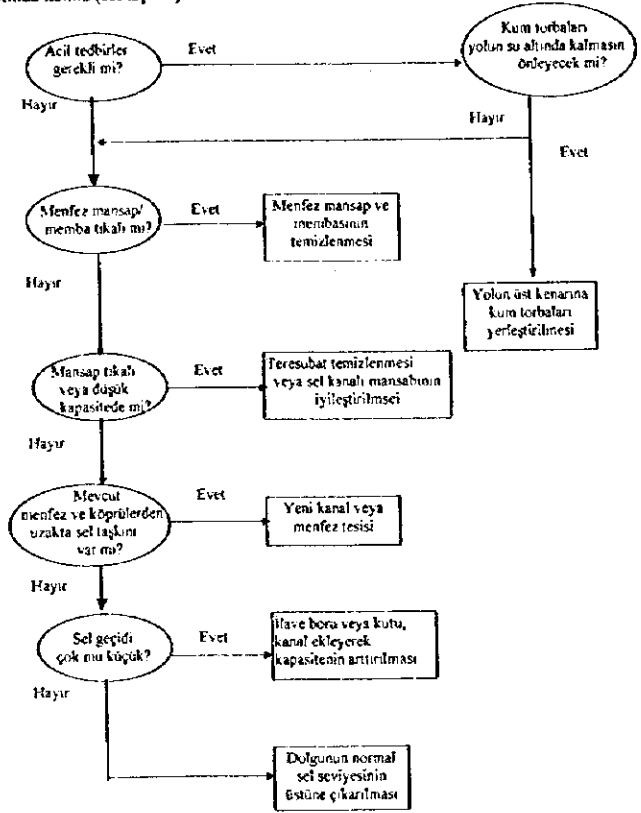 Acil tedbirler
gerekli mi?
Evet
Kum torbaları
yolun su altında kalmasın
önleyecek mi?
Hayır
Hayır
Evet
Menfez mansap/
memba tıkalı mı?
Evet
Menfez mansap ve
membasının
temizlenmesi
Hayır
Yolun üst kenarına
kum torbaları
yerleştirilmesi
Mansap tıkalı
veya düşük
kapasitede mi?
Evet
Teresubat temizlenmesi
veya sel kanalı mansabının
iyileştirilmsei
Hayır
Mevcut
menfez ve köprülerden
uzakta sel taşkını
var mı?
Evet
Yeni kanal veya
menfez tesisi
Hayır
Sel geçidi
çok mu küçük?
Evet
İlave boru veya kutu,
kanal ekleyerek
kapasitenin arttırılması
Hayır
Dolgunun normal
sel seviyesinin
üstüne çıkarılması